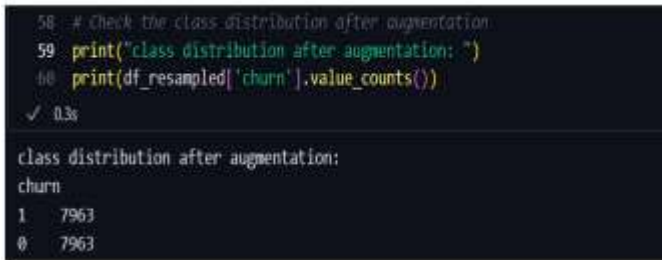 58 # Check the class distribution after augmentation
59 print("class distribution after augmentation: ")
60 print(df_resampled['churn'].value_counts())
✓ 0.3s
class distribution after augmentation:
churn
1 7963
0 7963